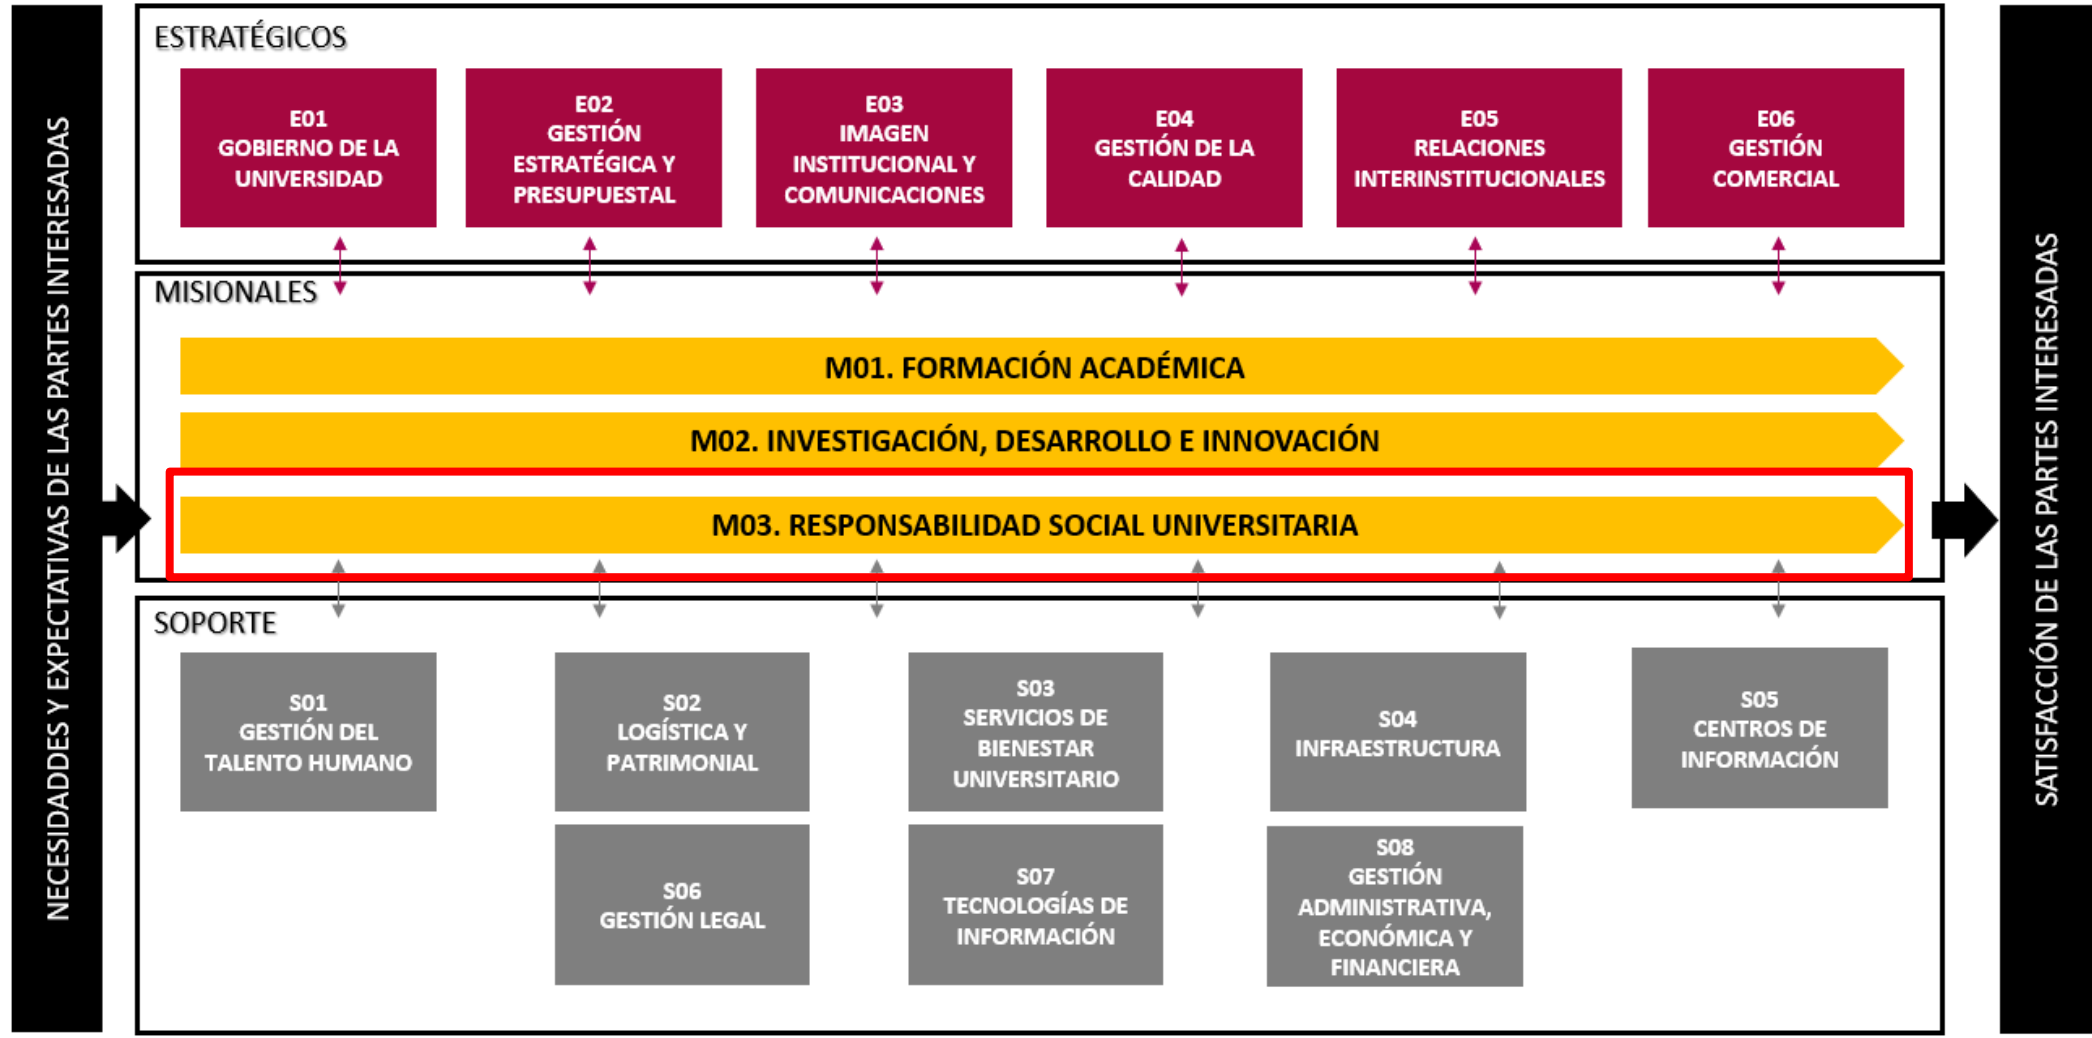 NECESIDADDES Y EXPECTATIVAS DE LAS PARTES INTERESADAS
ESTRATÉGICOS
E01
GOBIERNO DE LA
UNIVERSIDAD
E02
GESTIÓN
ESTRATÉGICA Y
PRESUPUESTAL
E03
IMAGEN
INSTITUCIONAL Y
COMUNICACIONES
E04
GESTIÓN DE LA
CALIDAD
E05
RELACIONES
INTERINSTITUCIONALES
E06
GESTIÓN
COMERCIAL
MISIONALES
M01. FORMACIÓN ACADÉMICA
M02. INVESTIGACIÓN, DESARROLLO E INNOVACIÓN
M03. RESPONSABILIDAD SOCIAL UNIVERSITARIA
SOPORTE
S01
GESTIÓN DEL
TALENTO HUMANO
S02
LOGÍSTICA Y
PATRIMONIAL
S03
SERVICIOS DE
BIENESTAR
UNIVERSITARIO
S04
INFRAESTRUCTURA
S05
CENTROS DE
INFORMACIÓN
S06
GESTIÓN LEGAL
S07
TECNOLOGÍAS DE
INFORMACIÓN
S08
GESTIÓN
ADMINISTRATIVA,
ECONÓMICA Y
FINANCIERA
SATISFACCIÓN DE LAS PARTES INTERESADAS